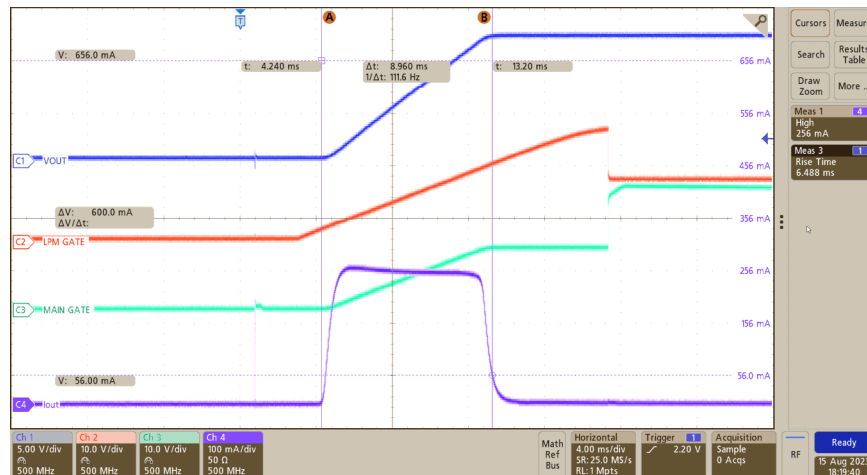 A
B
T
Cursors
Measur
V: 656.0 mA
t: 4.240 ms
Δt: 8.960 ms
1/Δt: 111.6 Hz
t: 13.20 ms
656 mA
Search
Results
Table
Draw
Zoom
More ..
556 mA
Meas 1
4
High
256 mA
C1
VOUT
456 mA
Meas 3
1
Rise Time
6.488 ms
ΔV: 600.0 mA
ΔV/Δt:
356 mA
C2
LPM GATE
256 mA
C3
MAIN GATE
156 mA
V: 56.00 mA
56.0 mA
C4
Iout
Ch 1
5.00 V/div
500 MHz
Ch 2
10.0 V/div
500 MHz
Ch 3
10.0 V/div
500 MHz
Ch 4
100 mA/div
50 Ω
500 MHz
Math
Ref
Bus
Horizontal
4.00 ms/div
SR: 25.0 MS/s
RL: 1 Mpts
Trigger
1
2.20 V
Acquisition
Sample
0 Acqs
RF
Ready
15 Aug 202
18:19:40